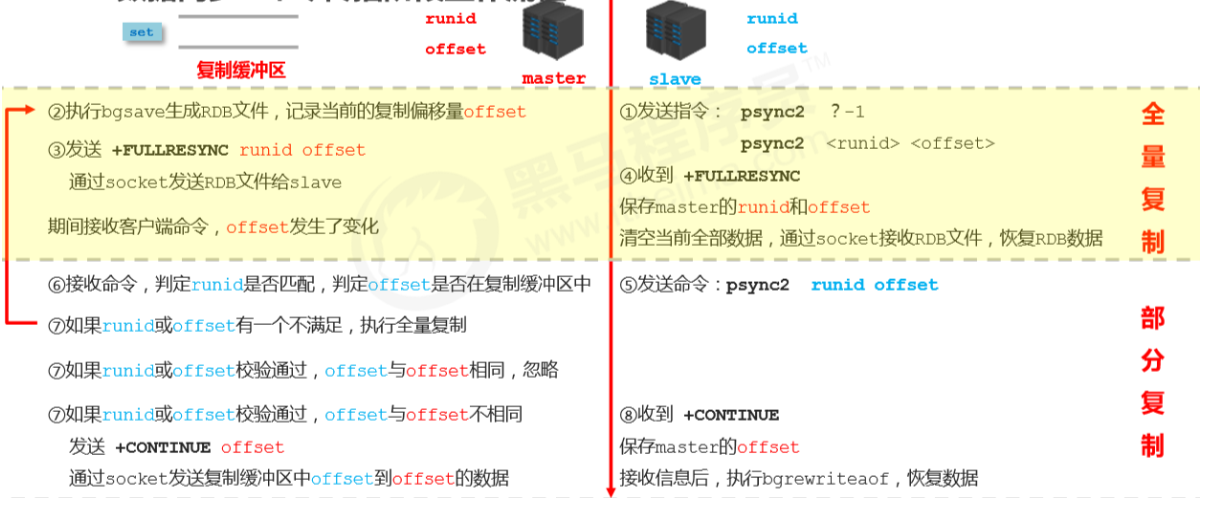 set
复制缓冲区
runid
offset
master
runid
offset
slave
②执行bgsave生成RDB文件，记录当前的复制偏移量offset
③发送 +FULLRESYNC runid offset
通过socket发送RDB文件给slave
期间接收客户端命令，offset发生了变化
①发送指令： psync2 ？-1
psync2 <runid> <offset>
④收到 +FULLRESYNC
保存master的runid和offset
清空当前全部数据，通过socket接收RDB文件，恢复RDB数据
全量复制
⑥接收命令，判定runid是否匹配，判定offset是否在复制缓冲区中
⑦如果runid或offset有一个不满足，执行全量复制
⑦如果runid或offset校验通过，offset与offset相同，忽略
⑦如果runid或offset校验通过，offset与offset不相同
发送 +CONTINUE offset
通过socket发送复制缓冲区中offset到offset的数据
⑤发送命令：psync2 runid offset
⑧收到 +CONTINUE
保存master的offset
接收信息后，执行bgrewriteaof，恢复数据
部分复制
黑马程序员TM